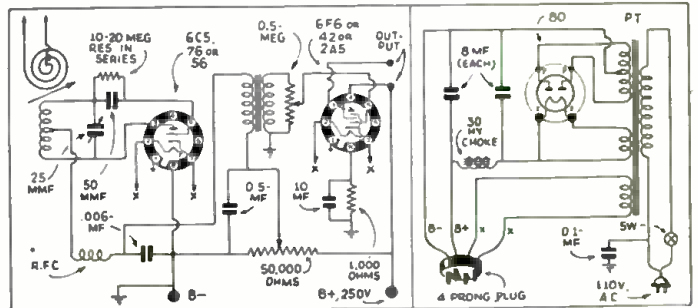 10-20 MEG
RES IN
SERIES
6C5,
76 OR
56
0.5-
MEG
6F6 OR
42 OR
2A5
OUT-
PUT
25
MMF
50
MMF
.006-
MF
R.F.C
X
X
0.5-
MF
10
MF
X
X
50,000
OHMS
1,000
OHMS
B-
B+, 250V.
80
PT
8 MF
(EACH)
30
HY
CHOKE
B-
B+
X
X
4 PRONG PLUG
0.1-
MF
SW-
110V.
A C